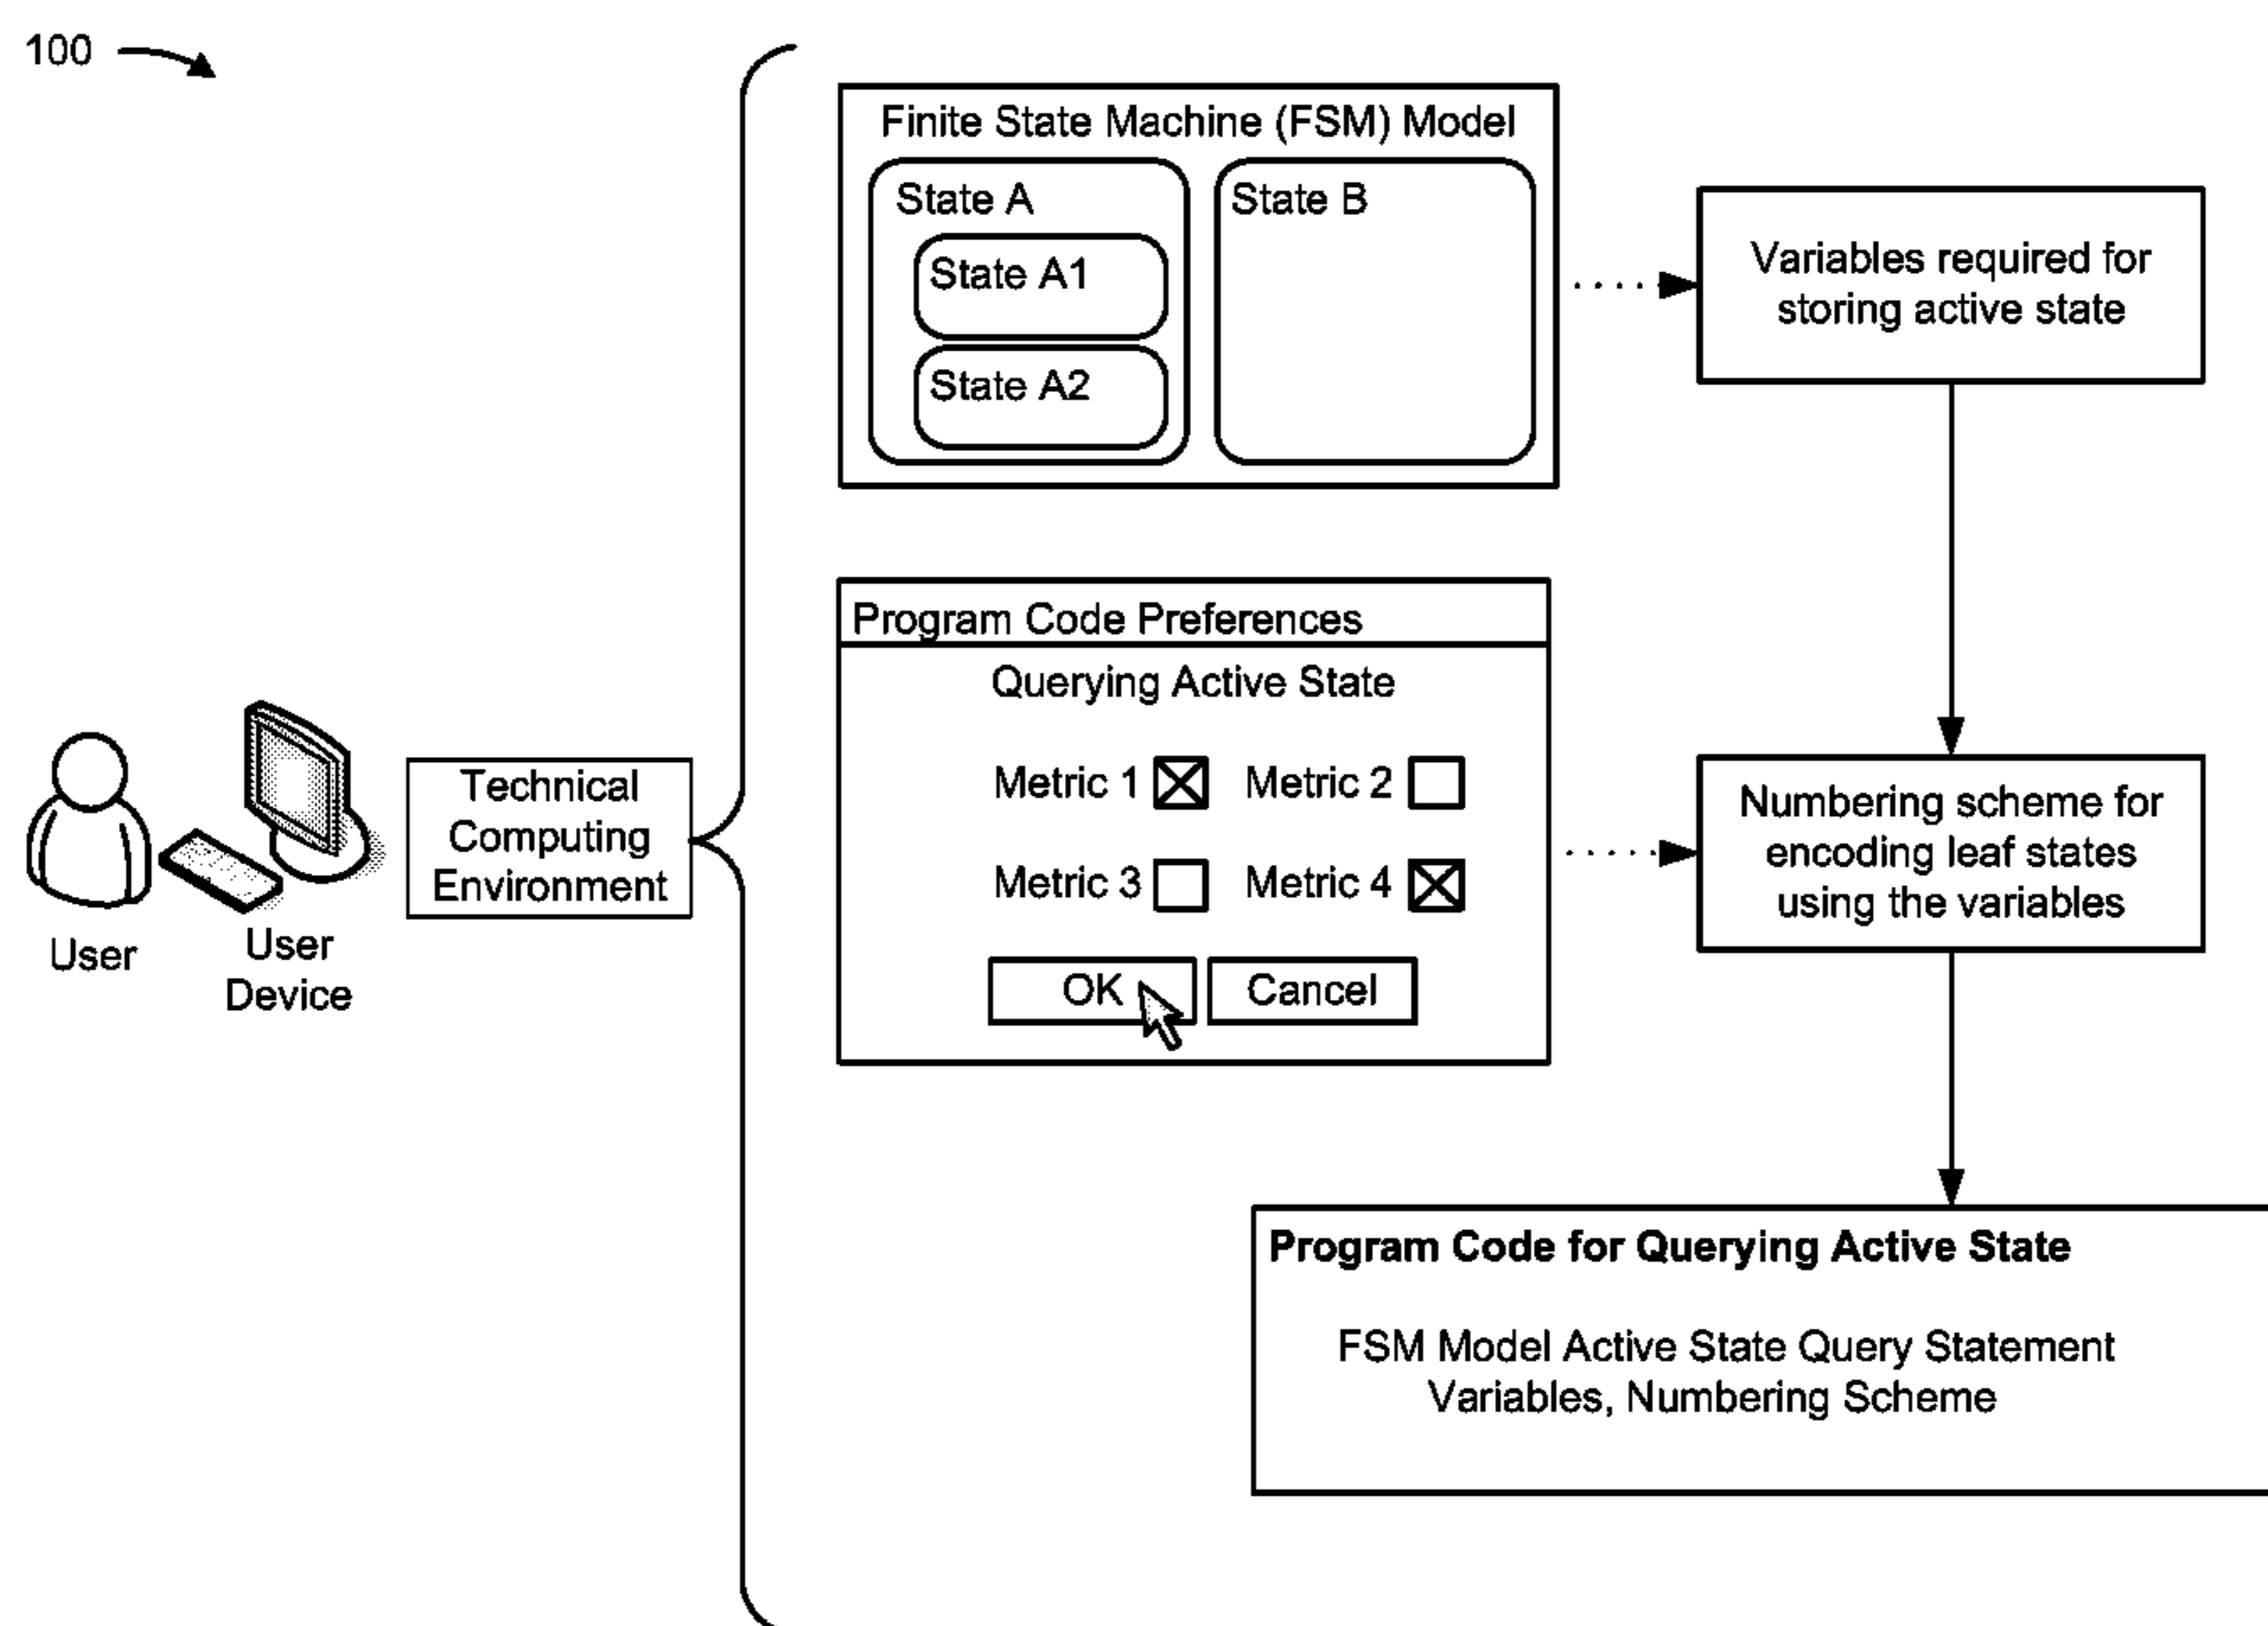 100
Finite State Machine (FSM) Model
State A
State B
State A1
State A2
Variables required for
storing active state
Program Code Preferences
Querying Active State
Metric 1
Metric 2
Metric 3
Metric 4
OK
Cancel
Numbering scheme for
encoding leaf states
using the variables
Technical
Computing
Environment
User
User
Device
Program Code for Querying Active State
FSM Model Active State Query Statement
Variables, Numbering Scheme